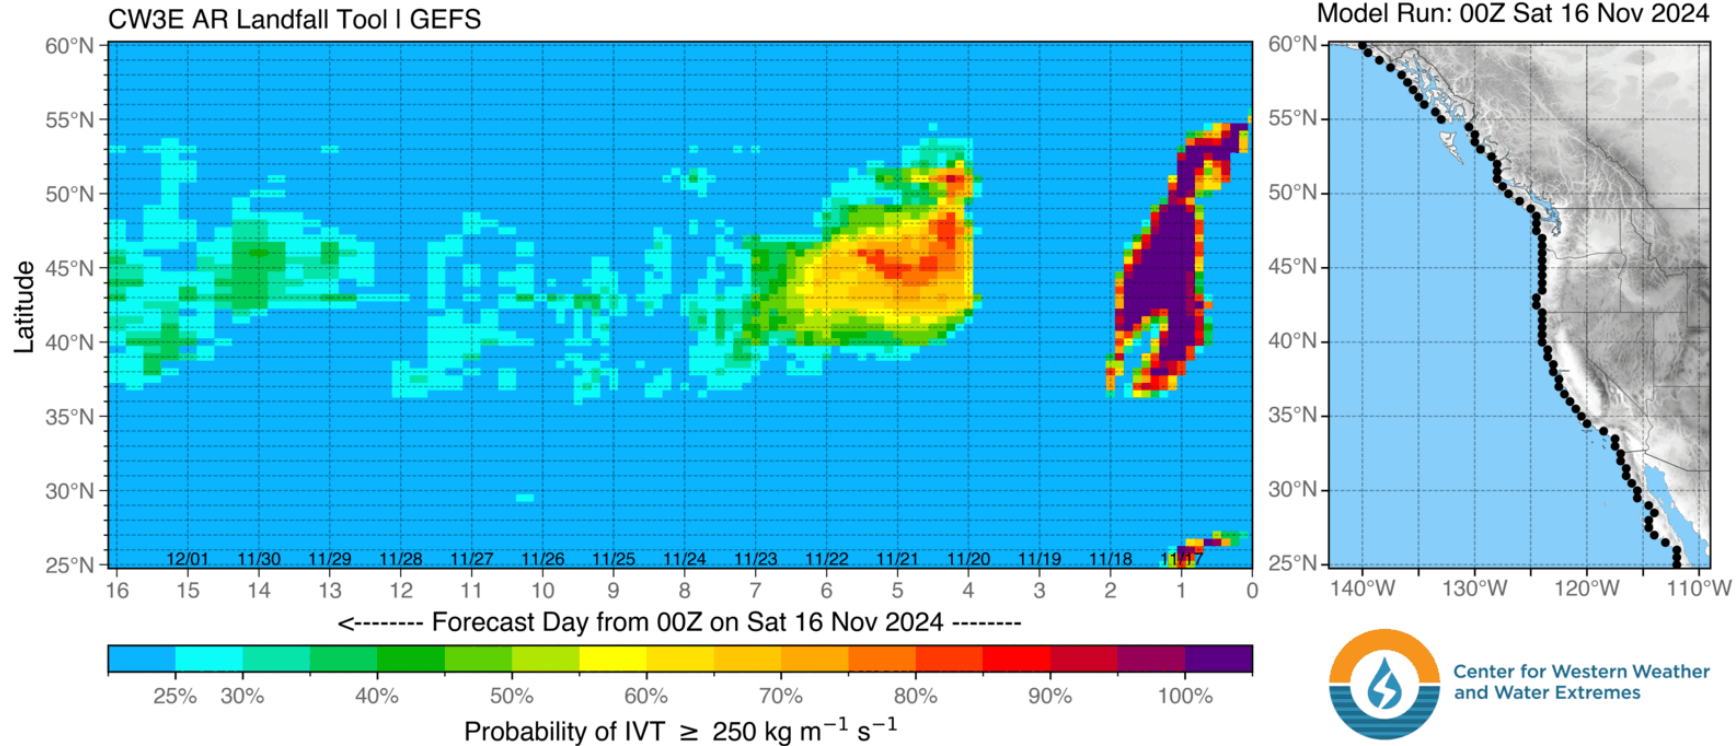 CW3E AR Landfall Tool | GEFS
Model Run: 00Z Sat 16 Nov 2024
Latitude
60°N
55°N
50°N
45°N
40°N
35°N
30°N
25°N
12/01 11/30 11/29 11/28 11/27 11/26 11/25 11/24 11/23 11/22 11/21 11/20 11/19 11/18 11/17
16 15 14 13 12 11 10 9 8 7 6 5 4 3 2 1 0
<-------- Forecast Day from 00Z on Sat 16 Nov 2024 --------
25% 30% 40% 50% 60% 70% 80% 90% 100%
Probability of IVT ≥ 250 kg m⁻¹ s⁻¹
60°N
55°N
50°N
45°N
40°N
35°N
30°N
25°N
140°W 130°W 120°W 110°W
Center for Western Weather
and Water Extremes